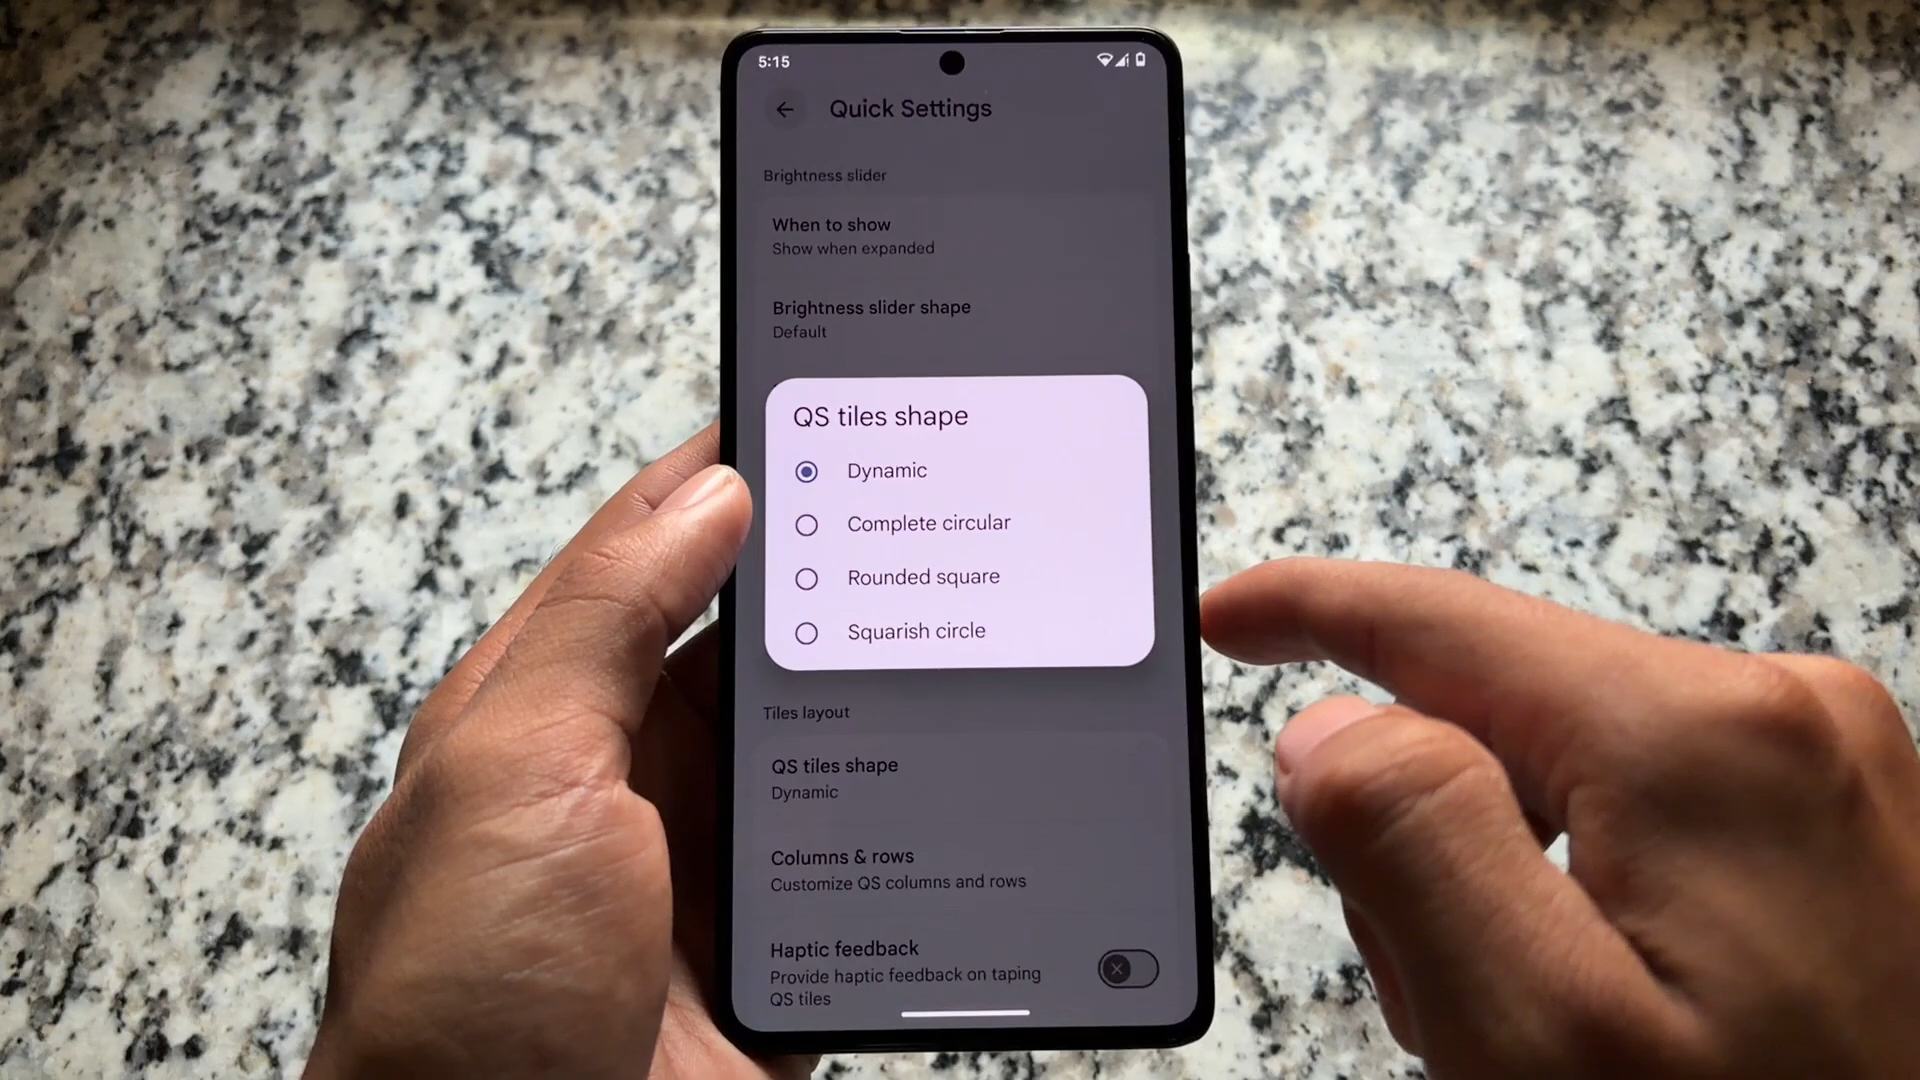 5:15
Quick Settings
Brightness slider
When to show
Show when expanded
Brightness slider shape
Default
QS tiles shape
Dynamic
Complete circular
Rounded square
Squarish circle
Tiles layout
QS tiles shape
Dynamic
Columns & rows
Customize QS columns and rows
Haptic feedback
Provide haptic feedback on taping
QS tiles